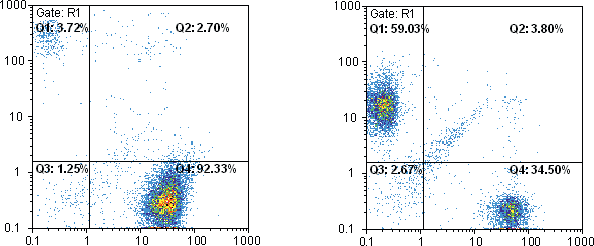 1000
Gate: R1
Q1: 3.72%
Q2: 2.70%
100
10
Q3: 1.25%
Q4: 92.33%
1
0.1
0.1
1
10
100
1000
1000
Gate: R1
Q1: 59.03%
Q2: 3.80%
100
10
Q3: 2.67%
Q4: 34.50%
1
0.1
0.1
1
10
100
1000